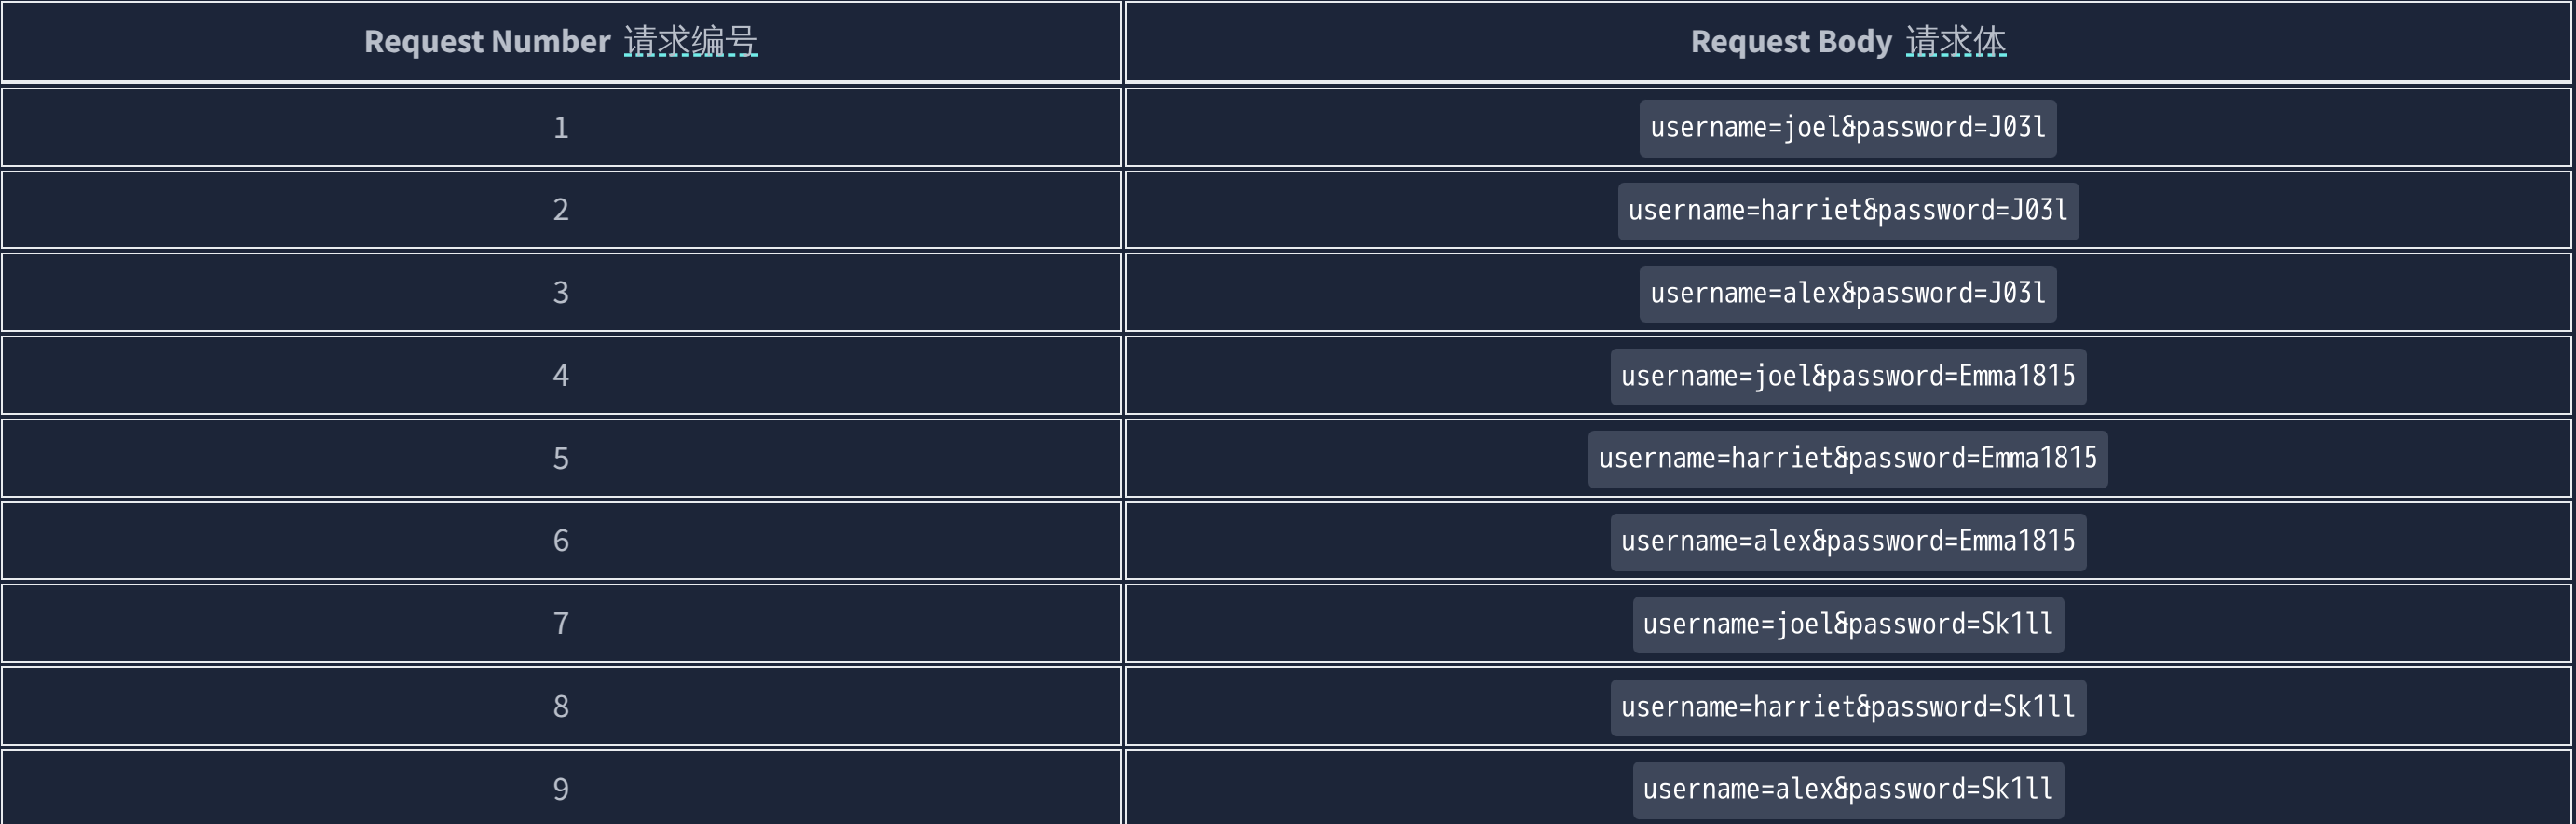 Request Number 请求编号 Request Body 请求体
1 username=joel&password=J03l
2 username=harriet&password=J03l
3 username=alex&password=J03l
4 username=joel&password=Emma1815
5 username=harriet&password=Emma1815
6 username=alex&password=Emma1815
7 username=joel&password=Sk1ll
8 username=harriet&password=Sk1ll
9 username=alex&password=Sk1ll